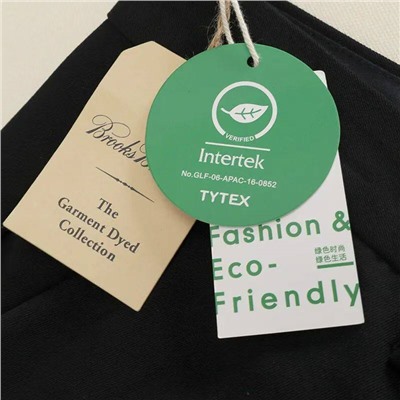 Brooks
The
Garment Dyed
Collection
VERIFIED
Intertek
No.GLF-06-APAC-16-0852
TYTEX
Fashion &
Eco-
Friendly
绿色时尚
绿色生活